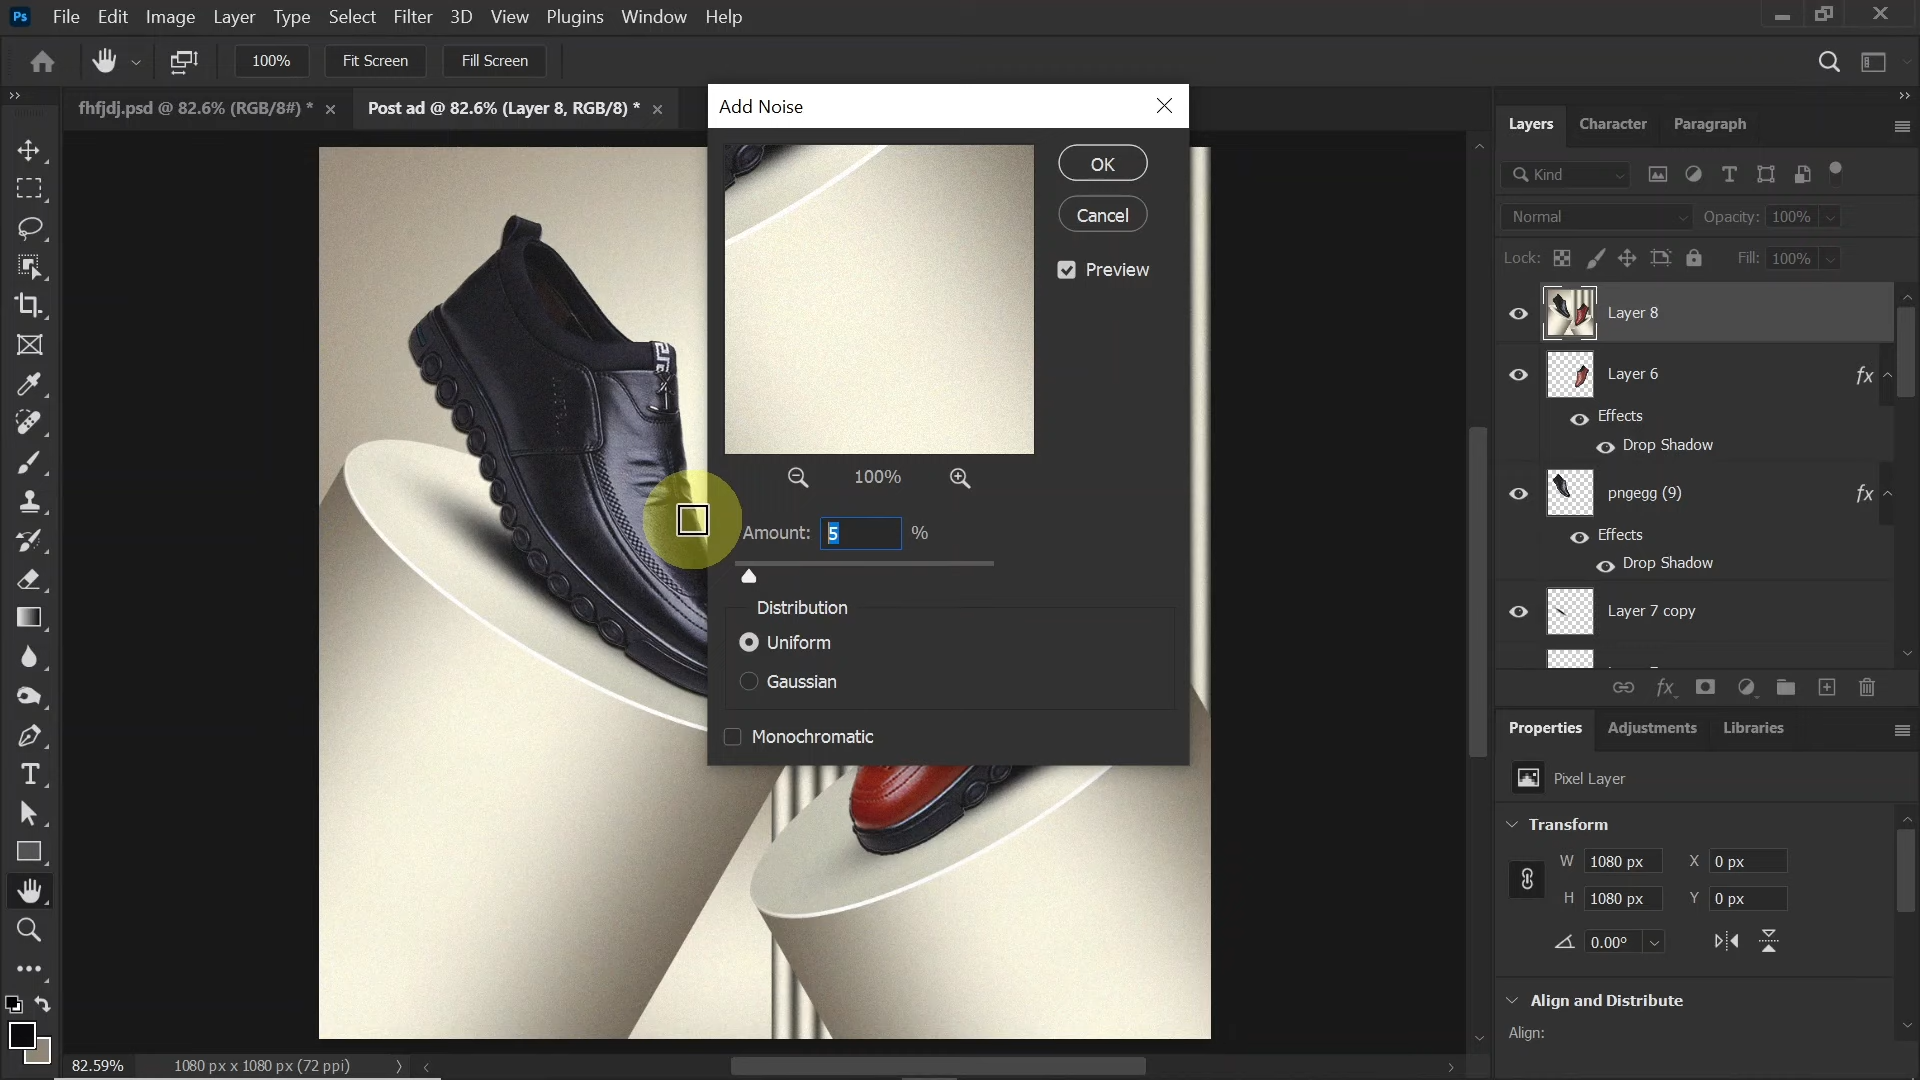 Ps File Edit Image Layer Type Select Filter 3D View Plugins Window Help
100% Fit Screen Fill Screen
fhfjdj.psd @ 82.6% (RGB/8#) * Post ad @ 82.6% (Layer 8, RGB/8) *
Add Noise
OK
Cancel
Preview
100%
Amount: 5 %
Distribution
Uniform
Gaussian
Monochromatic
Layers Character Paragraph
Kind
Normal Opacity: 100%
Lock: Fill: 100%
Layer 8
Layer 6 fx
Effects
Drop Shadow
pngegg (9) fx
Effects
Drop Shadow
Layer 7 copy
fx
Properties Adjustments Libraries
Pixel Layer
Transform
W 1080 px X 0 px
H 1080 px Y 0 px
0.00°
Align and Distribute
Align:
82.59% 1080 px x 1080 px (72 ppi)